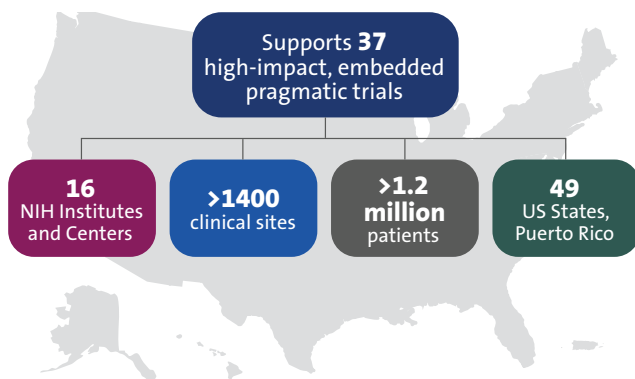 Supports 37
high-impact, embedded
pragmatic trials
16
NIH Institutes
and Centers
>1400
clinical sites
>1.2
million
patients
49
US States,
Puerto Rico